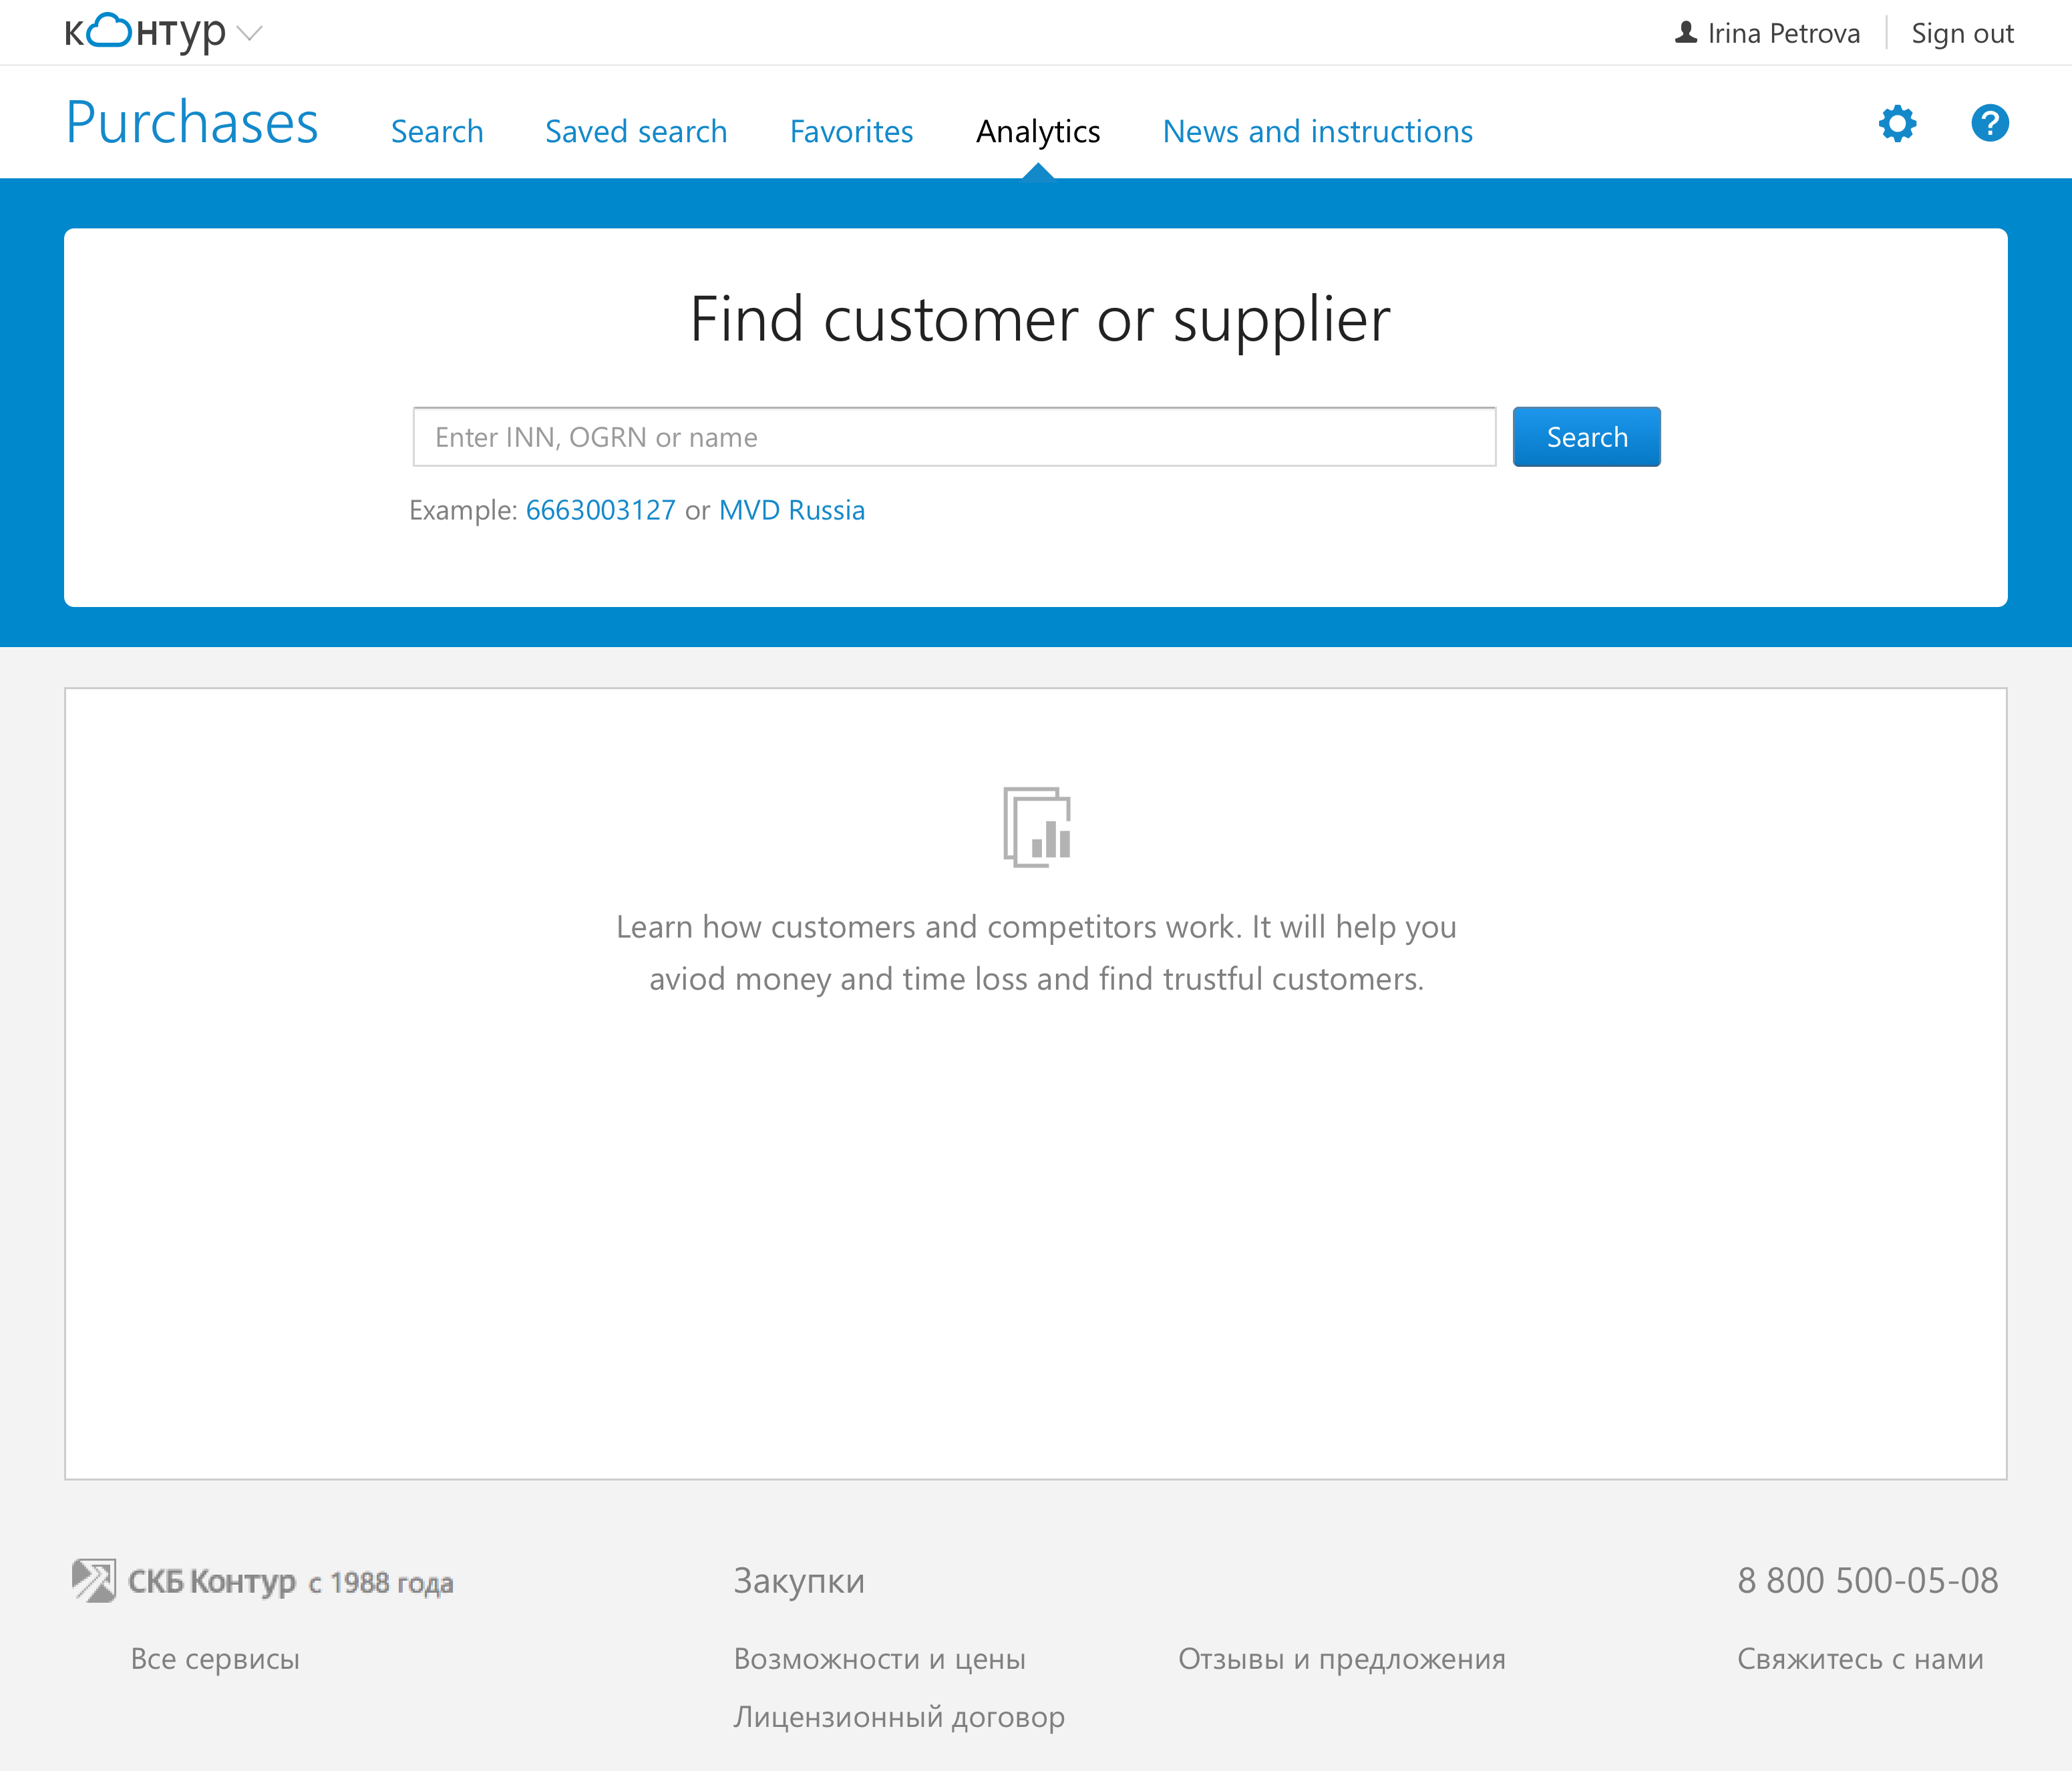 контур
Irina Petrova
Sign out
Purchases
Search
Saved search
Favorites
Analytics
News and instructions
?
Find customer or supplier
Enter INN, OGRN or name
Search
Example: 6663003127 or MVD Russia
Learn how customers and competitors work. It will help you
aviod money and time loss and find trustful customers.
СКБ Контур с 1988 года
Закупки
8 800 500-05-08
Все сервисы
Возможности и цены
Отзывы и предложения
Свяжитесь с нами
Лицензионный договор